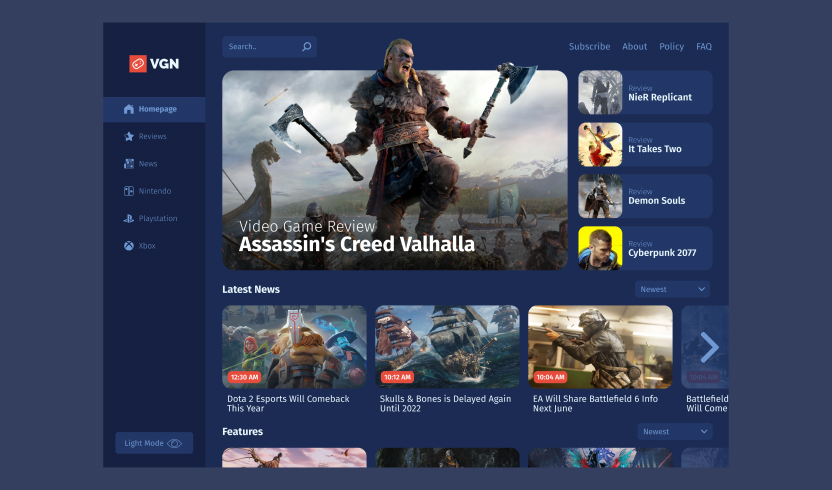 VGN
Homepage
Reviews
News
Nintendo
Playstation
Xbox
Light Mode
Search..
Subscribe About Policy FAQ
Video Game Review
Assassin's Creed Valhalla
Review
NieR Replicant
Review
It Takes Two
Review
Demon Souls
Review
Cyberpunk 2077
Latest News
Newest
12:30 AM
Dota 2 Esports Will Comeback
This Year
10:12 AM
Skulls & Bones is Delayed Again
Until 2022
10:04 AM
EA Will Share Battlefield 6 Info
Next June
Battlefield
Will Come
Features
Newest